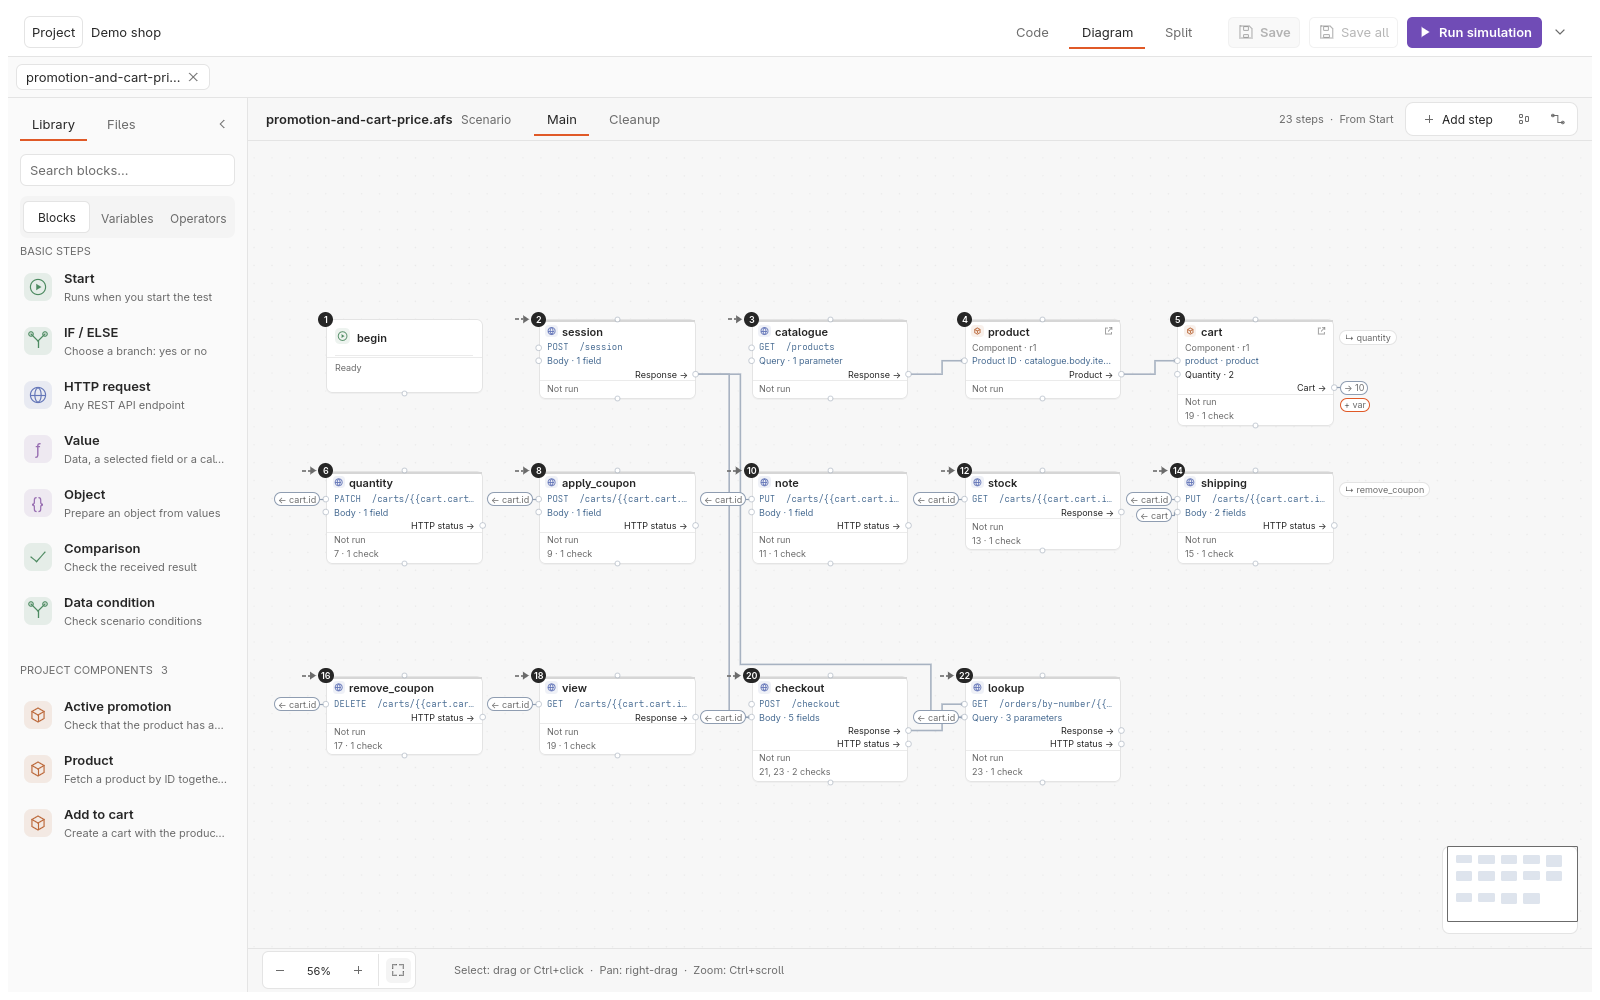 Project Demo shop
Code Diagram Split Save Save all Run simulation
promotion-and-cart-pri...
Library Files
Search blocks...
Blocks Variables Operators
BASIC STEPS
Start
Runs when you start the test
IF / ELSE
Choose a branch: yes or no
HTTP request
Any REST API endpoint
Value
Data, a selected field or a cal...
Object
Prepare an object from values
Comparison
Check the received result
Data condition
Check scenario conditions
PROJECT COMPONENTS 3
Active promotion
Check that the product has a...
Product
Fetch a product by ID togethe...
Add to cart
Create a cart with the produc...
promotion-and-cart-price.afs Scenario Main Cleanup
23 steps · From Start Add step
1
begin
Ready
2
session
POST /session
Body · 1 field
Response →
Not run
3
catalogue
GET /products
Query · 1 parameter
Response →
Not run
4
product
Component · r1
Product ID · catalogue.body.ite...
Product →
Not run
5
cart
Component · r1
product · product
Quantity · 2
Cart →
Not run
19 · 1 check
↳ quantity
→ 10
+ var
6
quantity
← cart.id
PATCH /carts/{{cart.cart...
Body · 1 field
HTTP status →
Not run
7 · 1 check
8
apply_coupon
← cart.id
POST /carts/{{cart.cart....
Body · 1 field
HTTP status →
Not run
9 · 1 check
10
note
← cart.id
PUT /carts/{{cart.cart.i...
Body · 1 field
HTTP status →
Not run
11 · 1 check
12
stock
← cart.id
GET /carts/{{cart.cart.i...
Response →
Not run
13 · 1 check
14
shipping
← cart.id
PUT /carts/{{cart.cart.i...
← cart
Body · 2 fields
HTTP status →
Not run
15 · 1 check
↳ remove_coupon
16
remove_coupon
← cart.id
DELETE /carts/{{cart.car...
HTTP status →
Not run
17 · 1 check
18
view
← cart.id
GET /carts/{{cart.cart.i...
Response →
Not run
19 · 1 check
20
checkout
POST /checkout
← cart.id
Body · 5 fields
Response →
HTTP status →
Not run
21, 23 · 2 checks
22
lookup
GET /orders/by-number/{{...
← cart.id
Query · 3 parameters
Response →
HTTP status →
Not run
23 · 1 check
− 56% +
Select: drag or Ctrl+click · Pan: right-drag · Zoom: Ctrl+scroll